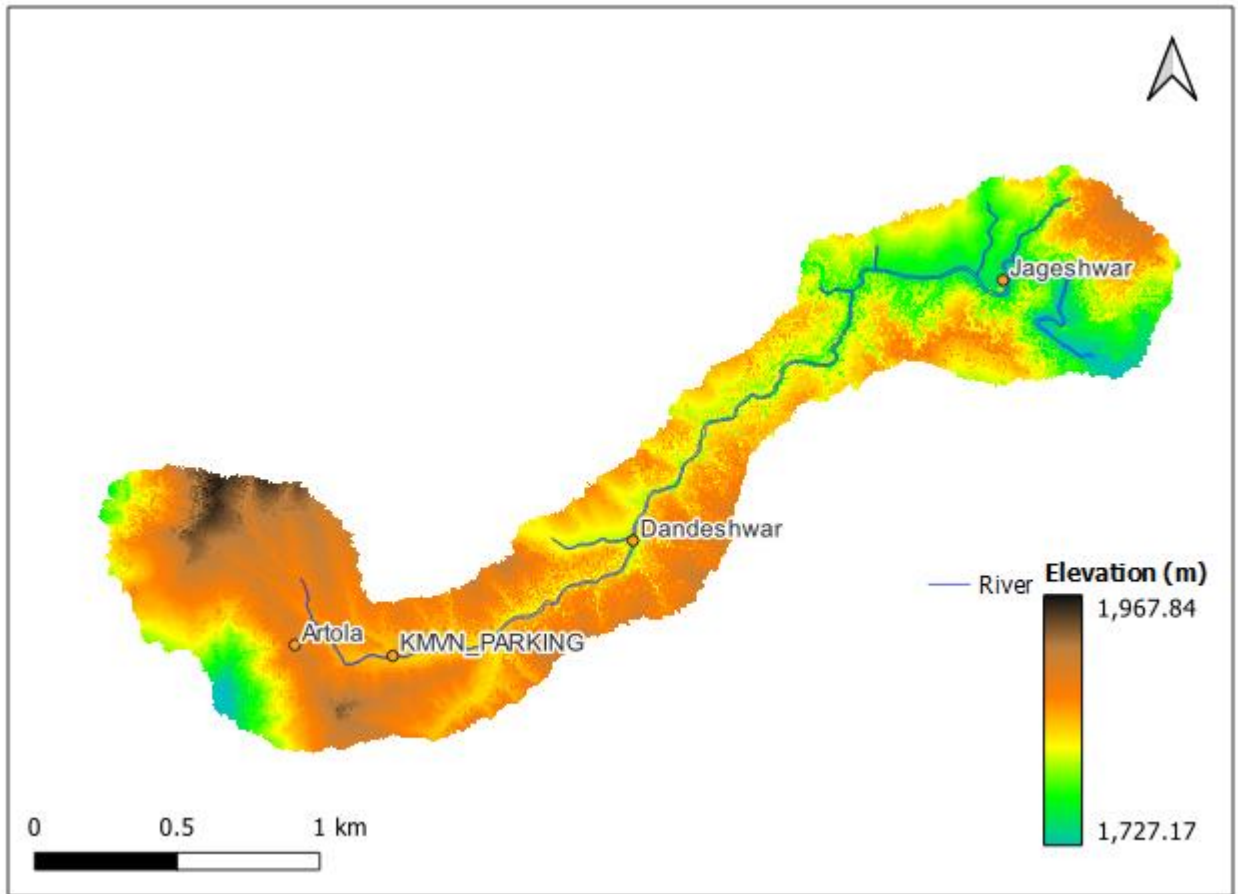 Jageshwar
Dandeshwar
River
Elevation (m)
1,967.84
Artola
KMVN_PARKING
0
0.5
1 km
1,727.17